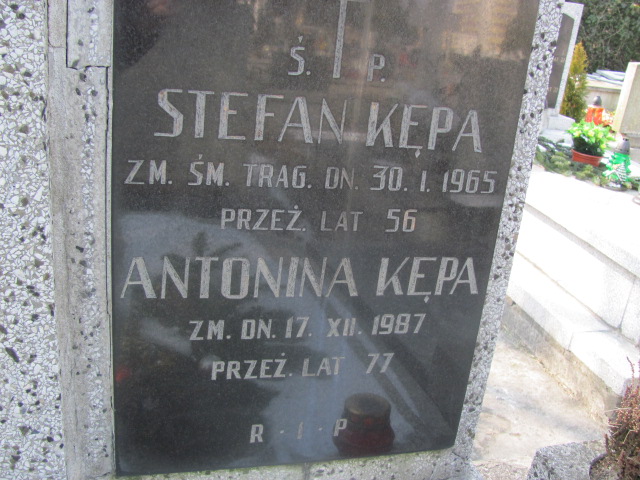 Ś. P.
STEFAN KĘPA
ZM. ŚM. TRAG. DN. 30. I. 1965
PRZEŻ. LAT 56
ANTONINA KĘPA
ZM. DN. 17. XII. 1987
PRZEŻ. LAT 77
R · I · P